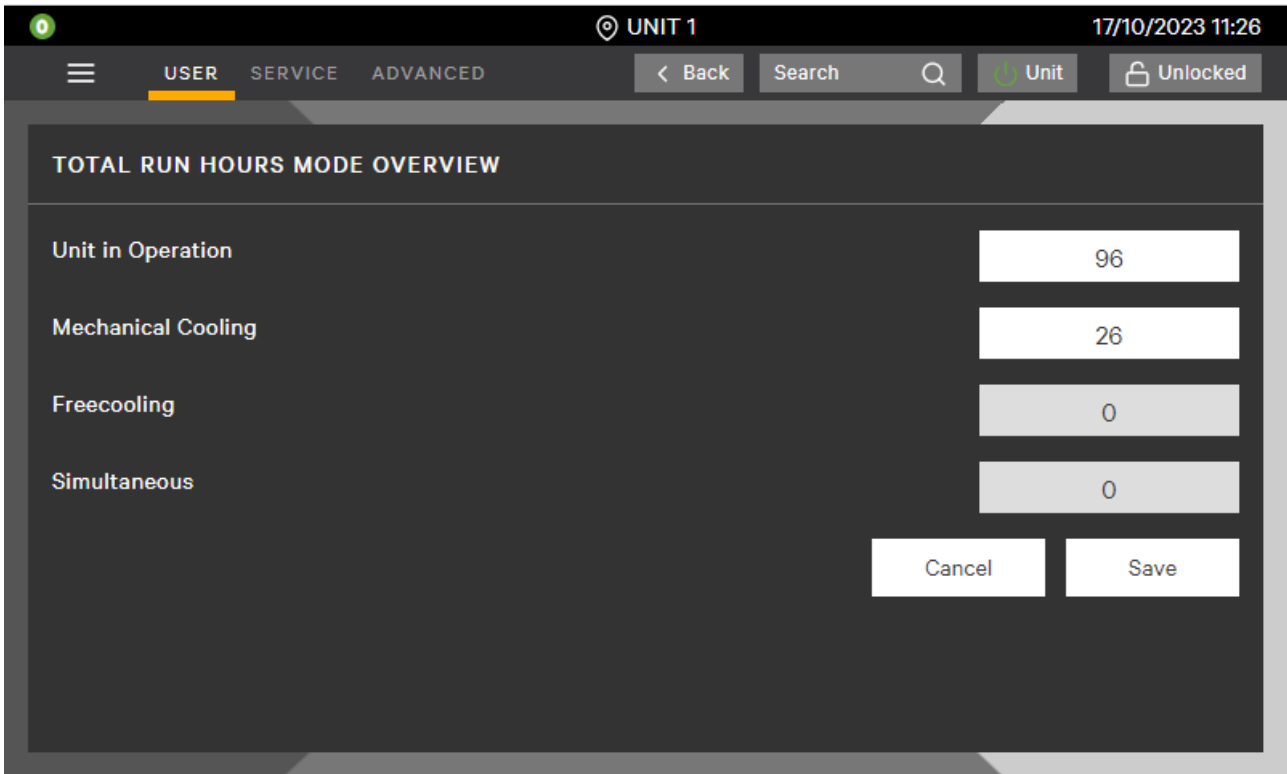 0 UNIT 1 17/10/2023 11:26
USER SERVICE ADVANCED Back Search Unit Unlocked
TOTAL RUN HOURS MODE OVERVIEW
Unit in Operation 96
Mechanical Cooling 26
Freecooling 0
Simultaneous 0
Cancel Save